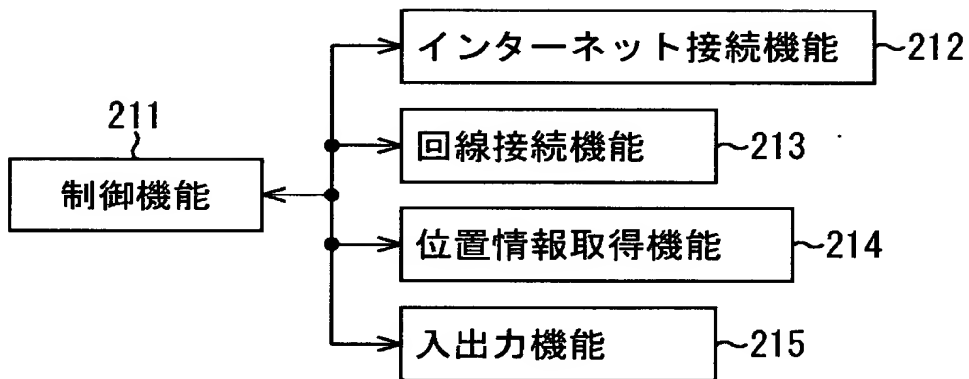 インターネット接続機能 212
211
回線接続機能 213
制御機能
位置情報取得機能 214
入出力機能 215